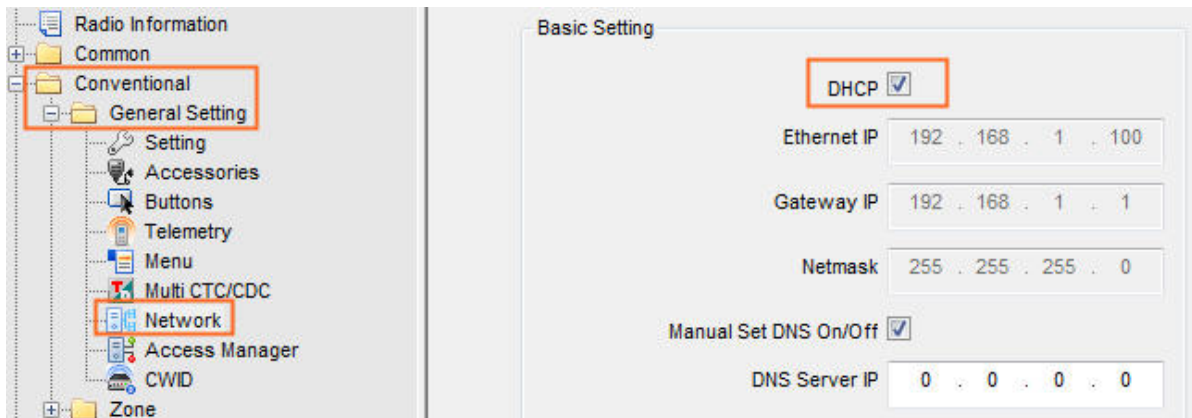 Radio Information
Common
Conventional
General Setting
Setting
Accessories
Buttons
Telemetry
Menu
Multi CTC/CDC
Network
Access Manager
CWID
Zone
Basic Setting
DHCP
Ethernet IP 192 . 168 . 1 . 100
Gateway IP 192 . 168 . 1 . 1
Netmask 255 . 255 . 255 . 0
Manual Set DNS On/Off
DNS Server IP 0 . 0 . 0 . 0